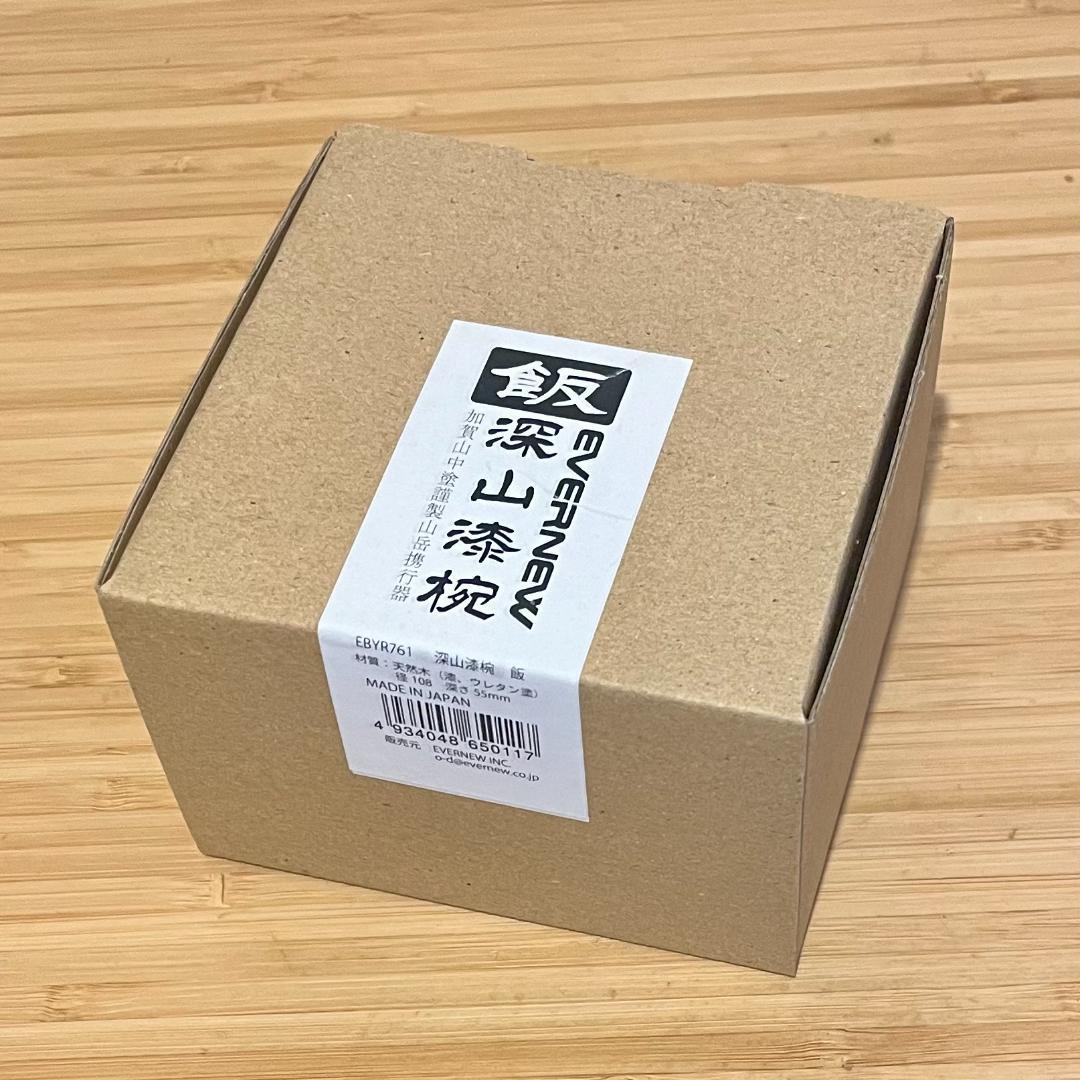 飯
EVERNEW
深山漆椀
加賀山中塗謹製山岳携行器
EBYR761 深山漆椀 飯
材質：天然木（漆、ウレタン塗）
径108 深さ55mm
MADE IN JAPAN
4 934048 650117
販売元 EVERNEW INC.
o-d@evernew.co.jp